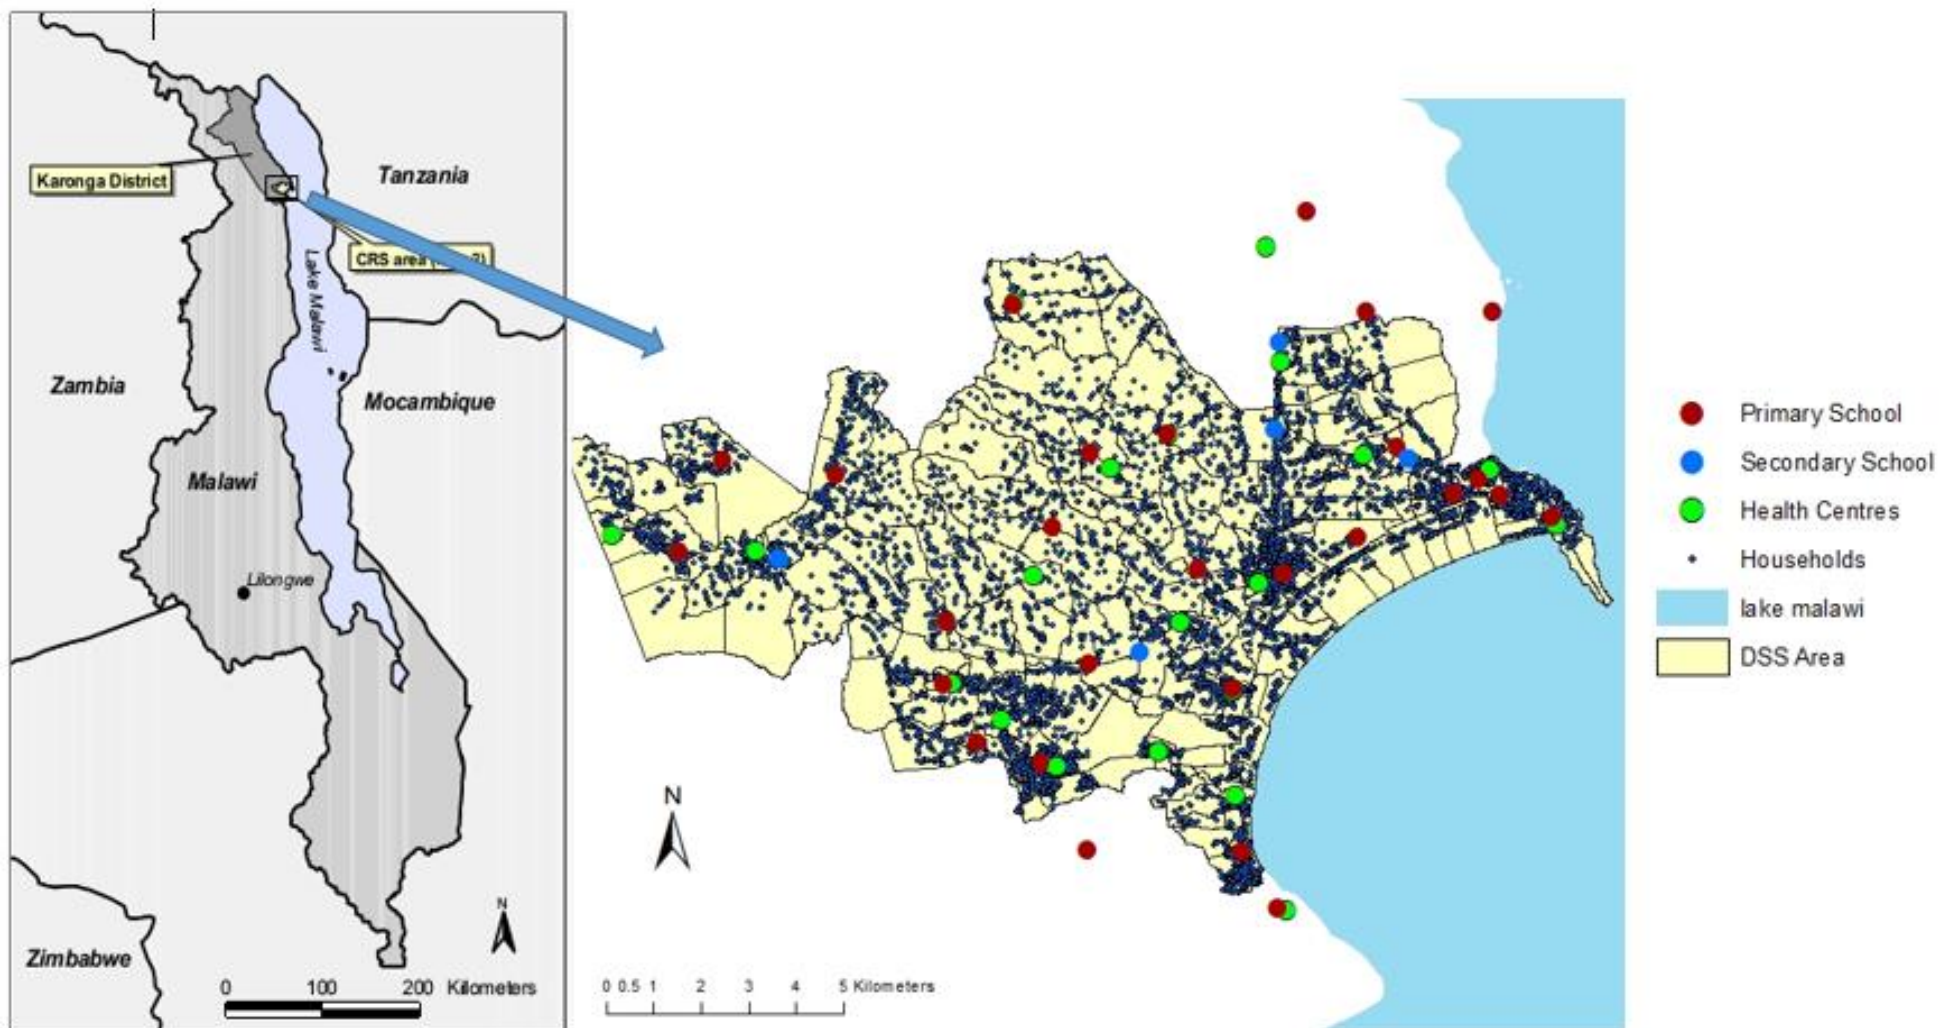 Karonga District
Tanzania
CRS area
Lake Malawi
Zambia
Mocambique
Malawi
Lilongwe
Zimbabwe
N
0 100 200 Kilometers
N
0 0.5 1 2 3 4 5 Kilometers
Primary School
Secondary School
Health Centres
Households
lake malawi
DSS Area